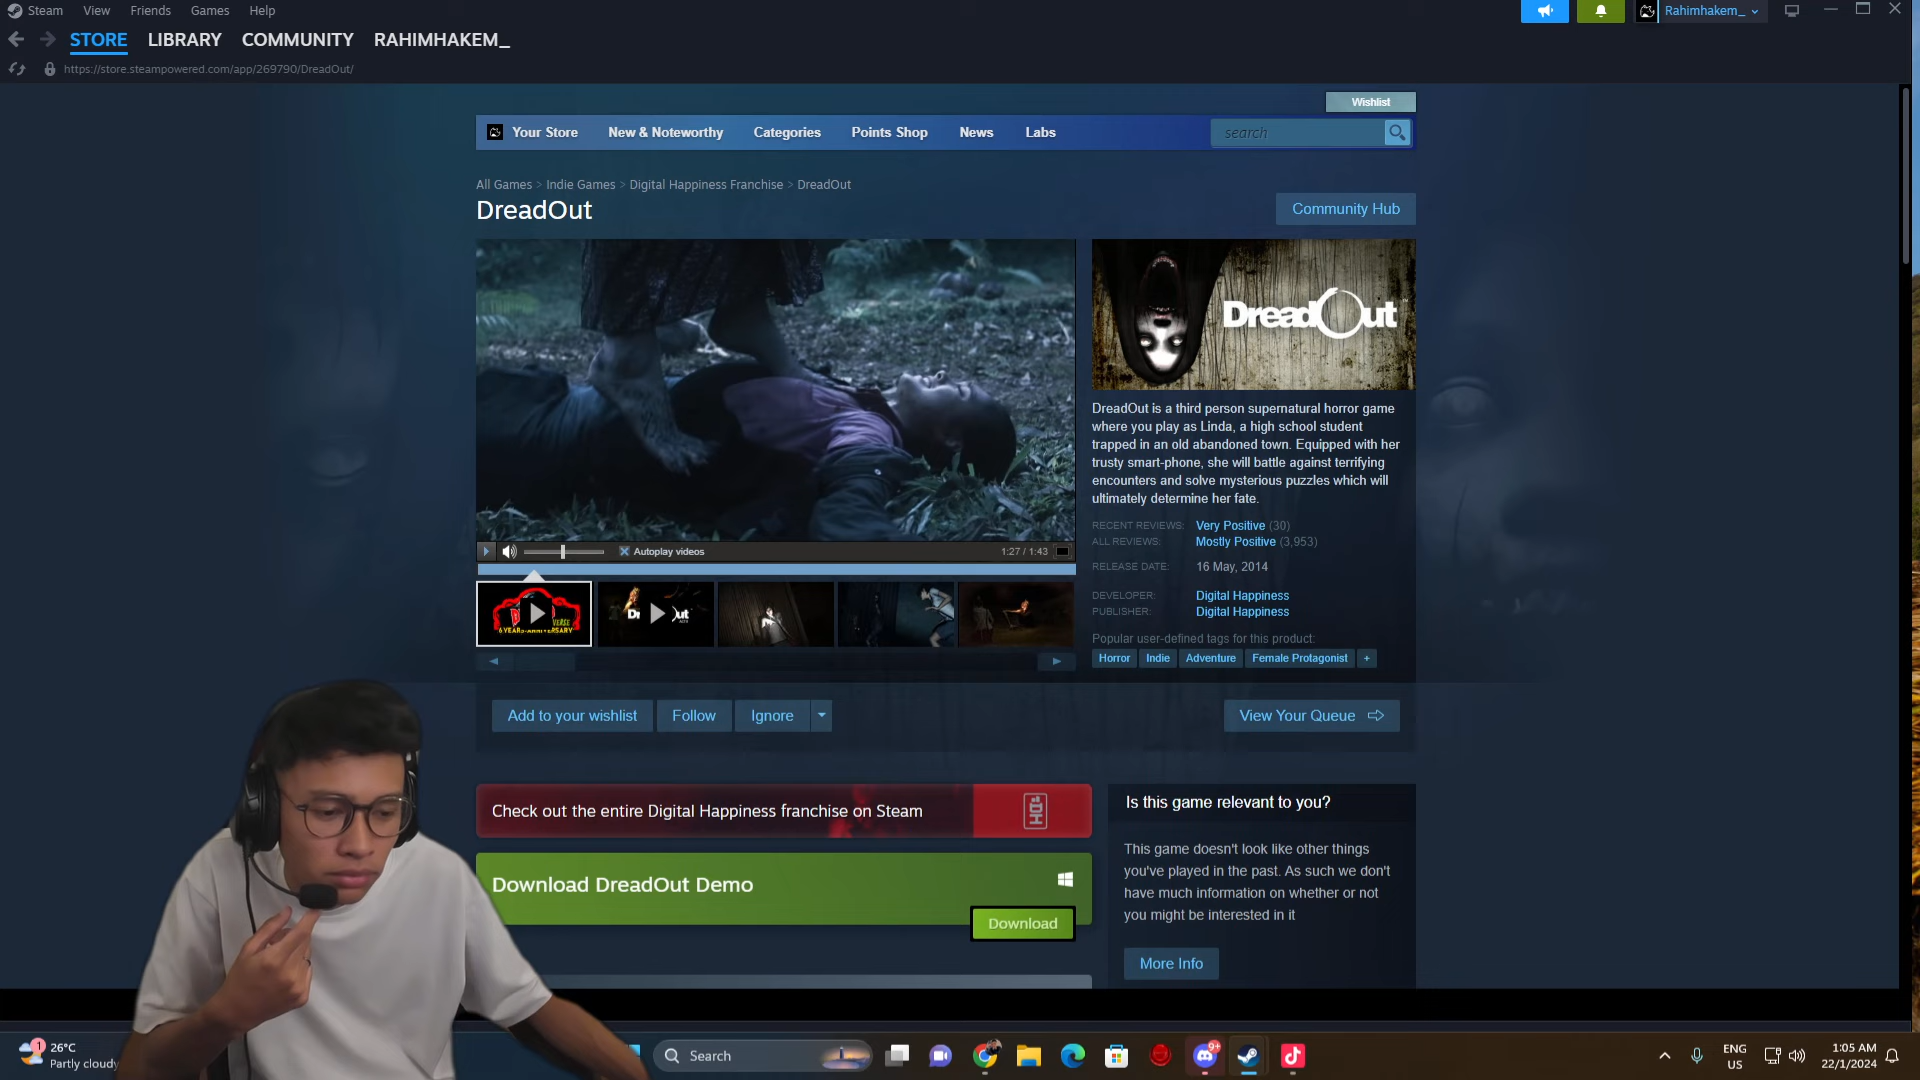 Steam View Friends Games Help
Rahimhakem_
STORE LIBRARY COMMUNITY RAHIMHAKEM_
https://store.steampowered.com/app/269790/DreadOut/
Wishlist
Your Store New & Noteworthy Categories Points Shop News Labs
search
All Games > Indie Games > Digital Happiness Franchise > DreadOut
DreadOut
Community Hub
DreadOut
DreadOut is a third person supernatural horror game
where you play as Linda, a high school student
trapped in an old abandoned town. Equipped with her
trusty smart-phone, she will battle against terrifying
encounters and solve mysterious puzzles which will
ultimately determine her fate.
RECENT REVIEWS: Very Positive (30)
ALL REVIEWS: Mostly Positive (3,953)
RELEASE DATE: 16 May, 2014
DEVELOPER: Digital Happiness
PUBLISHER: Digital Happiness
Popular user-defined tags for this product:
Horror Indie Adventure Female Protagonist +
Autoplay videos
1:27 / 1:43
6 YEARS ANNIVERSARY
Add to your wishlist Follow Ignore
View Your Queue
Check out the entire Digital Happiness franchise on Steam
DH
Download DreadOut Demo
Download
Is this game relevant to you?
This game doesn't look like other things
you've played in the past. As such we don't
have much information on whether or not
you might be interested in it
More Info
1
26°C
Partly cloudy
Search
9+
ENG
US
1:05 AM
22/1/2024